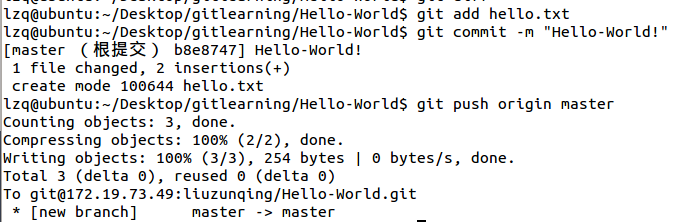 lzq@ubuntu:~/Desktop/gitlearning/Hello-World$ git add hello.txt
lzq@ubuntu:~/Desktop/gitlearning/Hello-World$ git commit -m "Hello-World!"
[master （根提交） b8e8747] Hello-World!
 1 file changed, 2 insertions(+)
 create mode 100644 hello.txt
lzq@ubuntu:~/Desktop/gitlearning/Hello-World$ git push origin master
Counting objects: 3, done.
Compressing objects: 100% (2/2), done.
Writing objects: 100% (3/3), 254 bytes | 0 bytes/s, done.
Total 3 (delta 0), reused 0 (delta 0)
To git@172.19.73.49:liuzunqing/Hello-World.git
 * [new branch]      master -> master